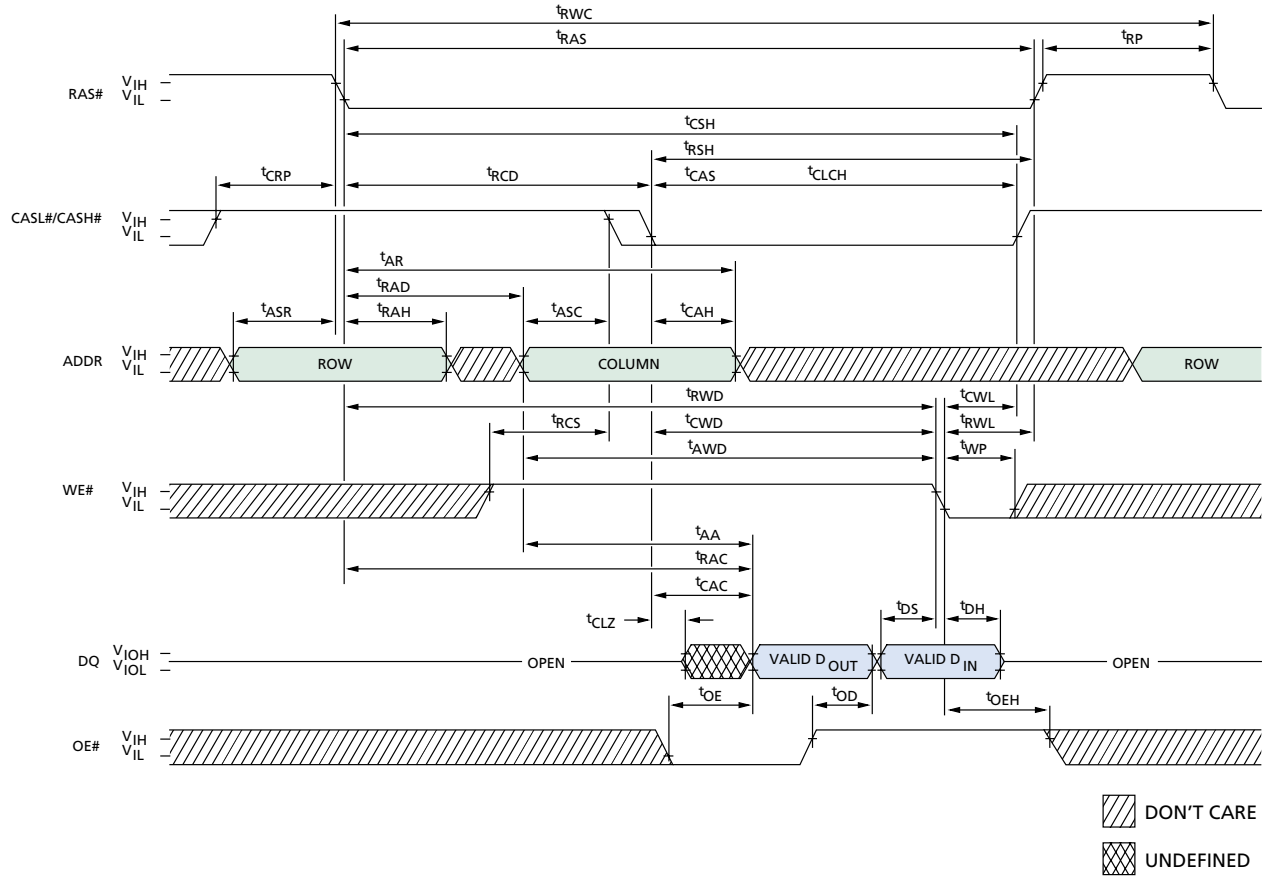 tRWC
tRAS tRP
RAS# VIH
VIL
tCSH
tRSH
tCRP tRCD tCAS tCLCH
CASL#/CASH# VIH
VIL
tAR
tRAD
tASR tRAH tASC tCAH
ADDR VIH
VIL
ROW COLUMN ROW
tRWD tCWL
tRCS tCWD tRWL
tAWD tWP
WE# VIH
VIL
tAA
tRAC
tCAC
tCLZ tDS tDH
DQ VIOH
VIOL
OPEN VALID DOUT VALID DIN OPEN
tOE tOD tOEH
OE# VIH
VIL
DON'T CARE
UNDEFINED